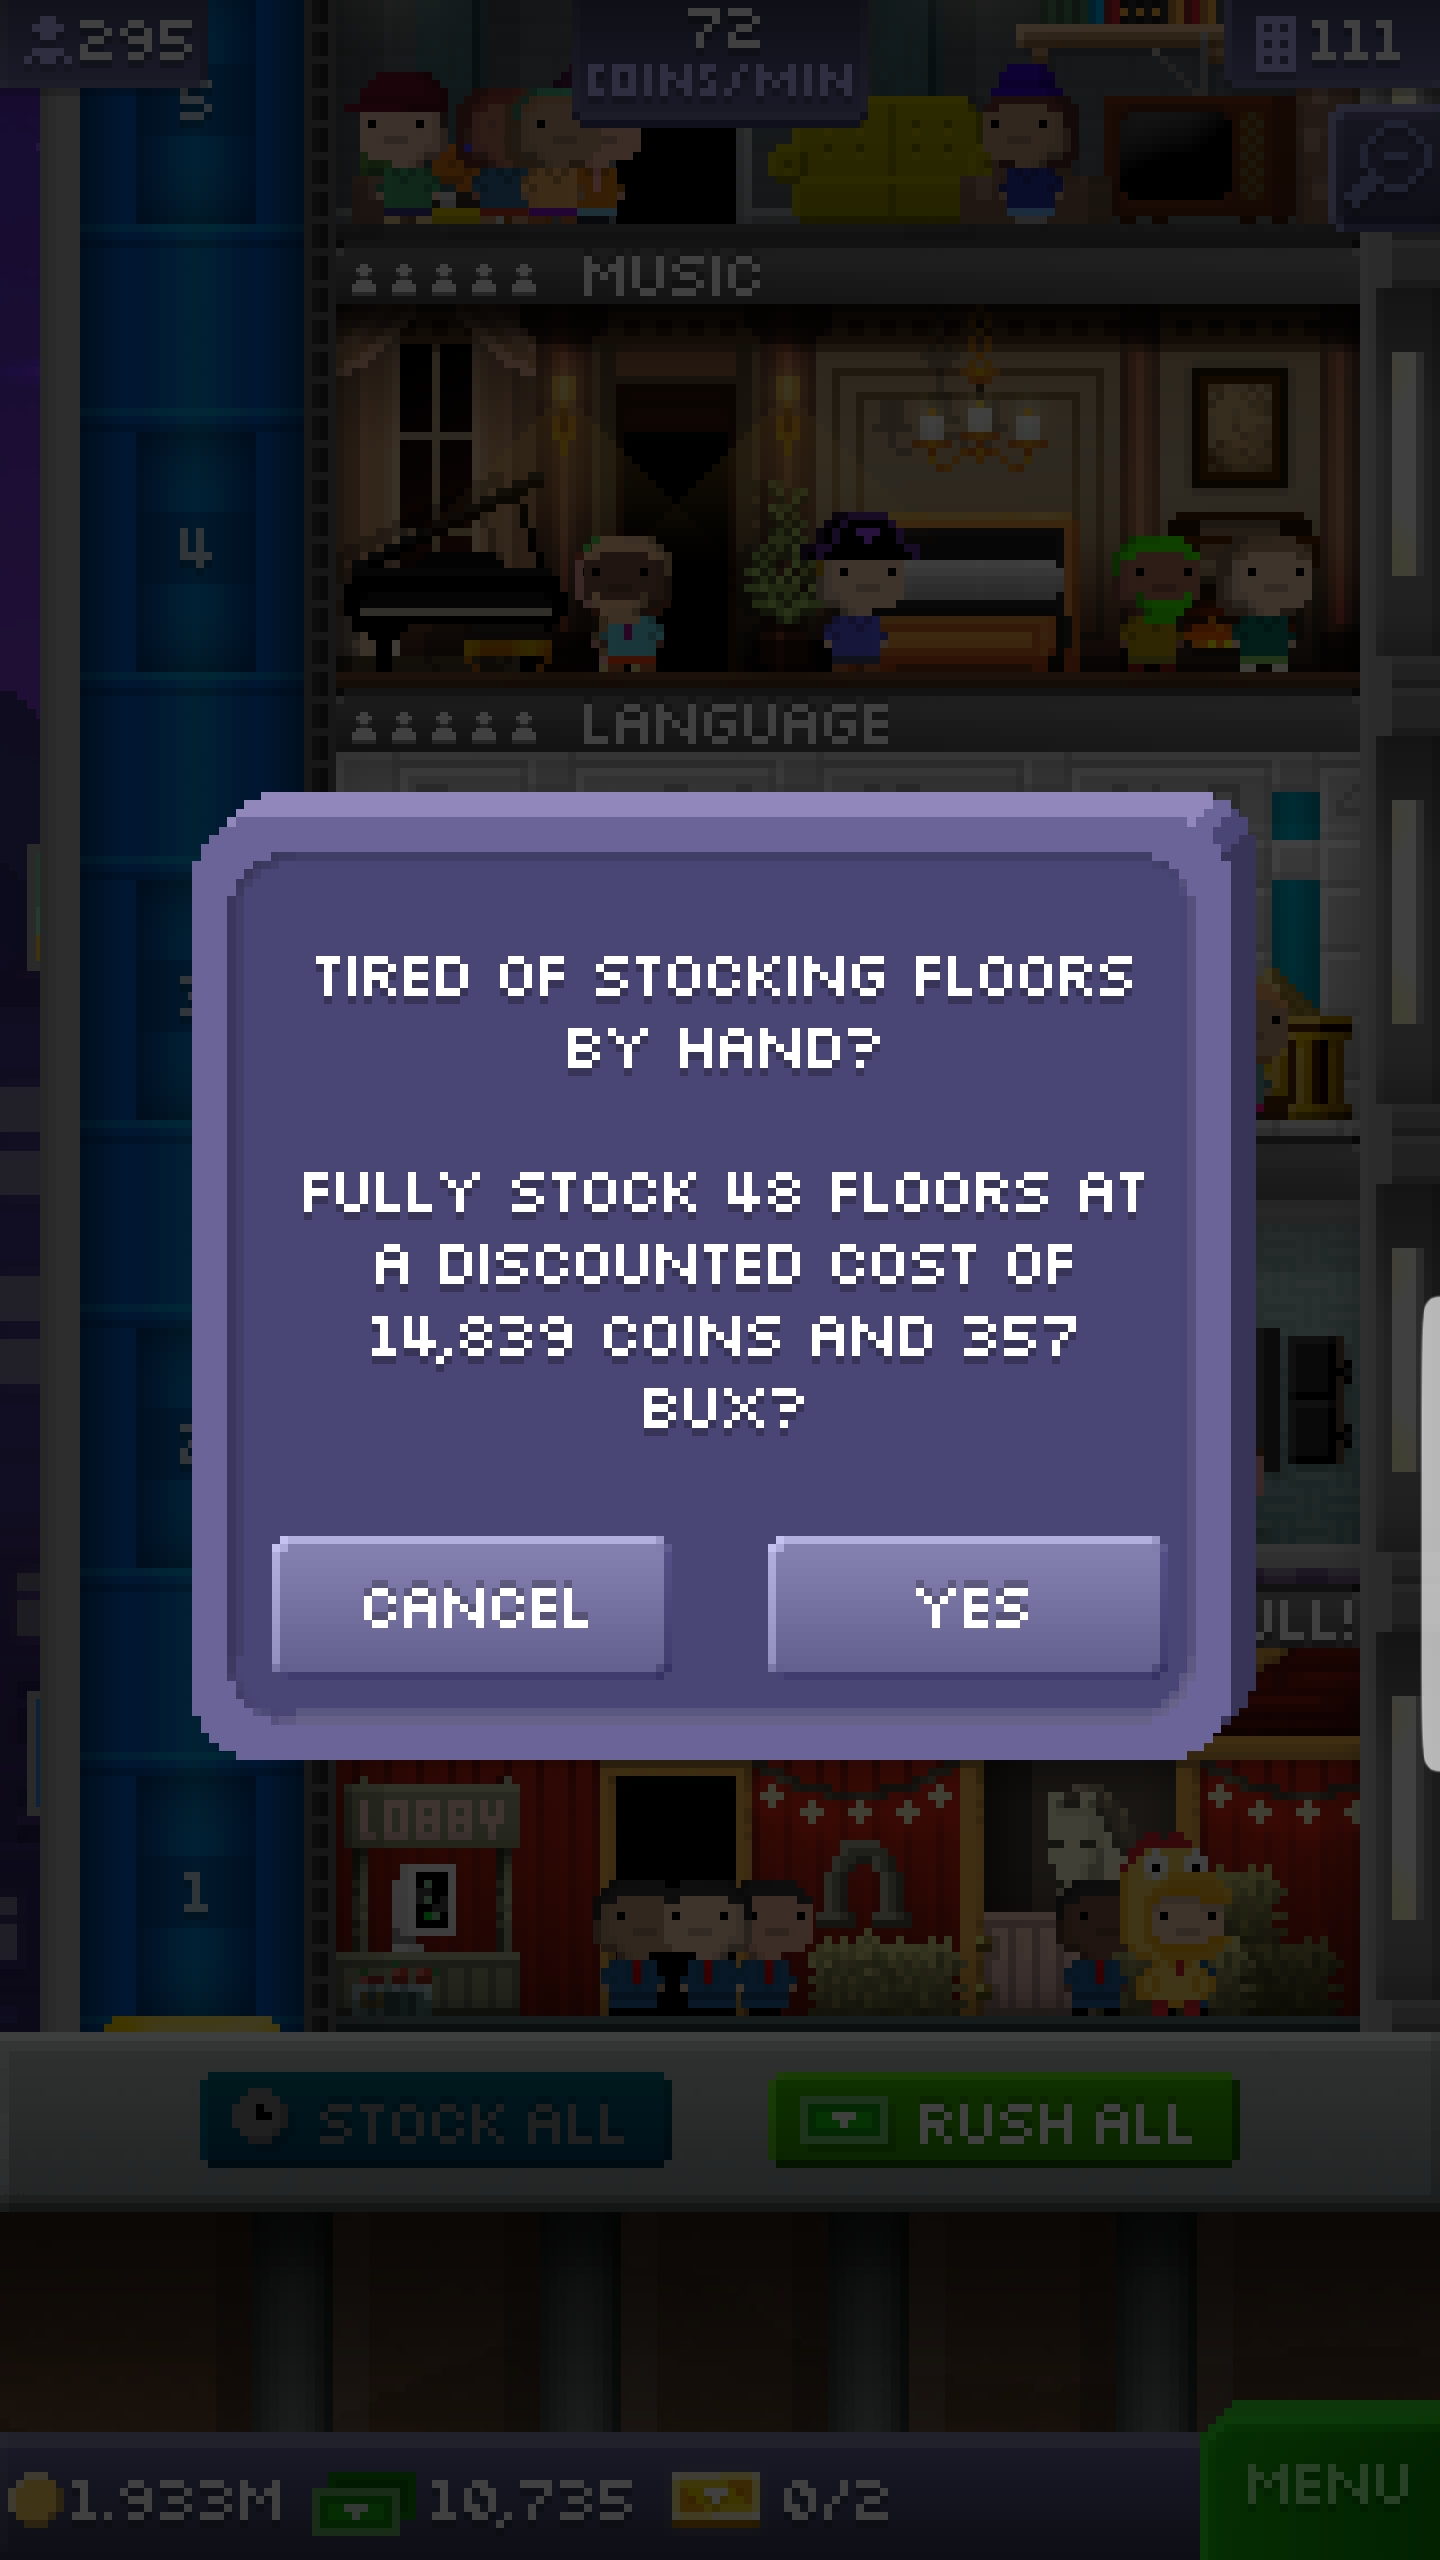 295
72
COINS/MIN
111
5
MUSIC
4
LANGUAGE
TIRED OF STOCKING FLOORS
BY HAND?
FULLY STOCK 48 FLOORS AT
A DISCOUNTED COST OF
14,839 COINS AND 357
BUX?
CANCEL
YES
LOBBY
1
STOCK ALL
RUSH ALL
1.933M
10,735
0/2
MENU